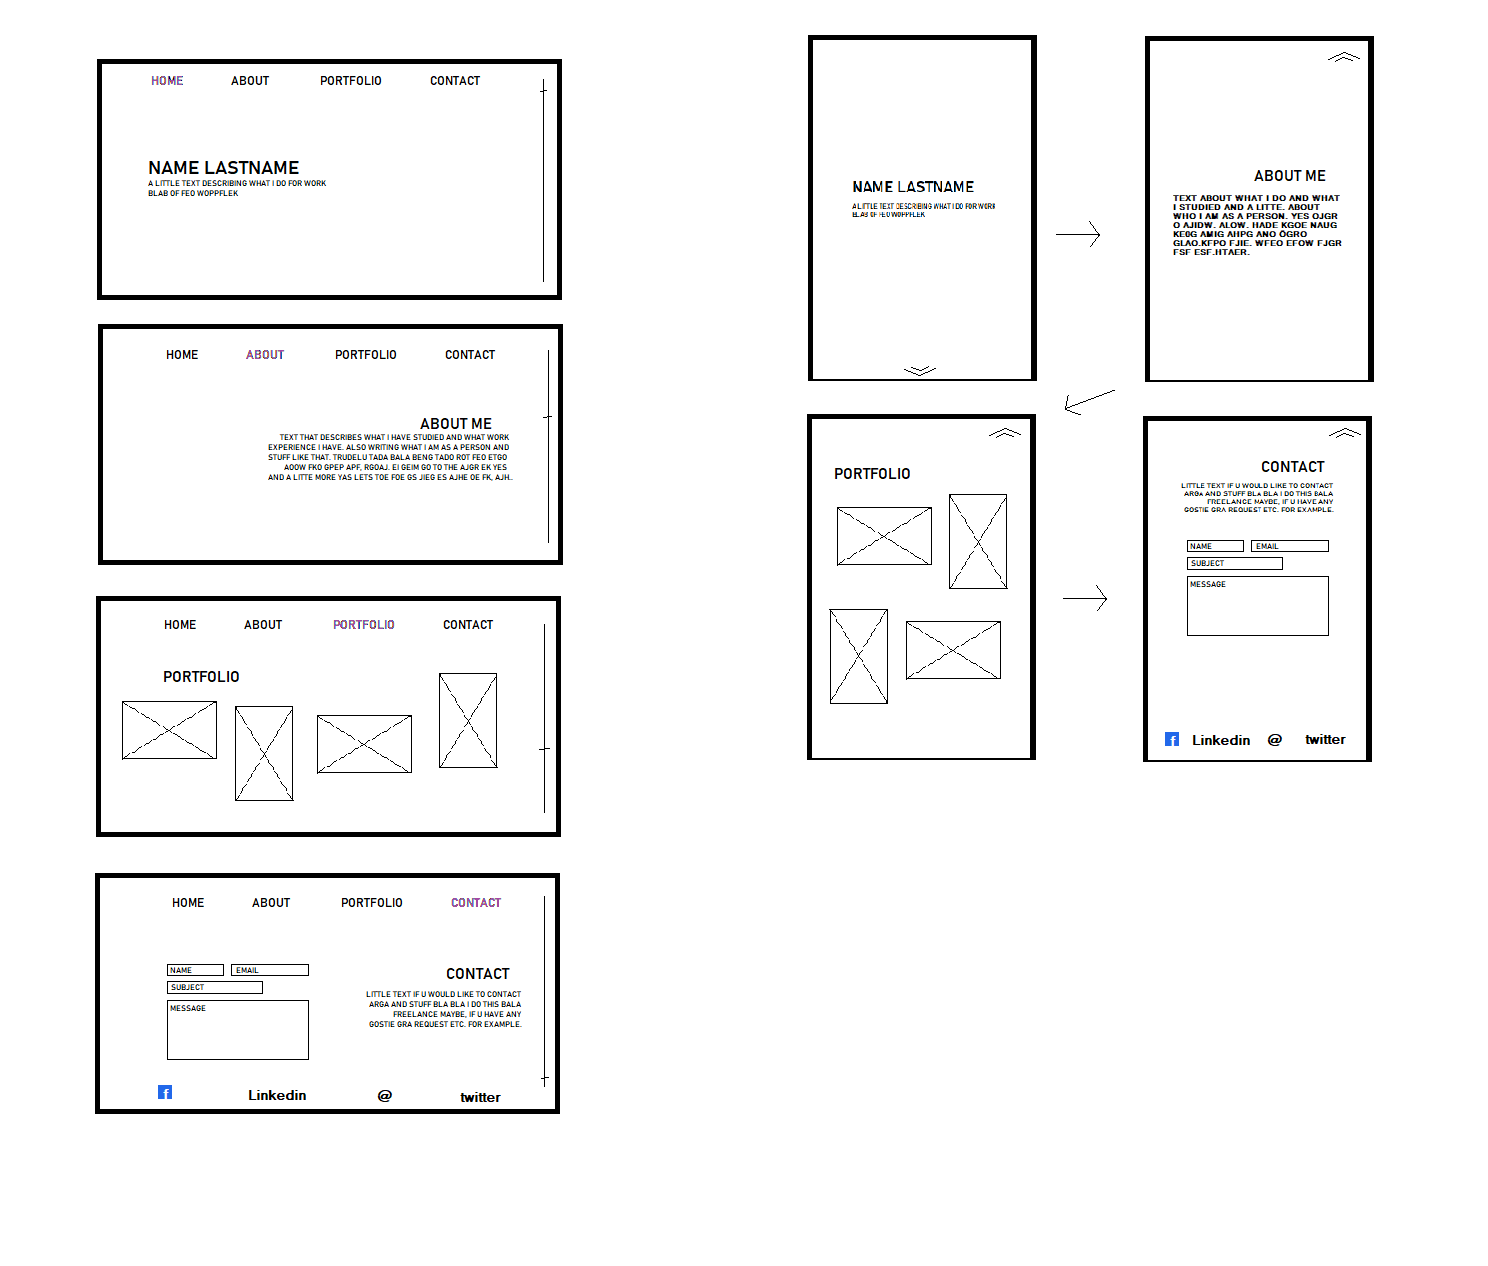 HOME ABOUT PORTFOLIO CONTACT
NAME LASTNAME
A LITTLE TEXT DESCRIBING WHAT I DO FOR WORK
BLAB OF FEO WOPPFLEK
HOME ABOUT PORTFOLIO CONTACT
ABOUT ME
TEXT THAT DESCRIBES WHAT I HAVE STUDIED AND WHAT WORK
EXPERIENCE I HAVE. ALSO WRITING WHAT I AM AS A PERSON AND
STUFF LIKE THAT. TRUDELU TADA BALA BENG TADO ROT FEO ETGO
AOOW FKO GPEP APF, RGOAJ. EI GEIM GO TO THE AJGR EK YES
AND A LITTE MORE YAS LETS TOE FOE GS JIEG ES AJHE OE FK, AJH..
HOME ABOUT PORTFOLIO CONTACT
PORTFOLIO
HOME ABOUT PORTFOLIO CONTACT
NAME EMAIL
SUBJECT
MESSAGE
CONTACT
LITTLE TEXT IF U WOULD LIKE TO CONTACT
ARGA AND STUFF BLA BLA I DO THIS BALA
FREELANCE MAYBE, IF U HAVE ANY
GOSTIE GRA REQUEST ETC. FOR EXAMPLE.
f Linkedin @ twitter
NAME LASTNAME
A LITTLE TEXT DESCRIBING WHAT I DO FOR WORK
BLAB OF FEO WOPPFLEK
ABOUT ME
TEXT ABOUT WHAT I DO AND WHAT
I STUDIED AND A LITTE. ABOUT
WHO I AM AS A PERSON. YES OJGR
O AJIDW. ALOW. HADE KGOE NAUG
KEOG AMIG AHPG ANO ÖGRO
GLAO.KFPO FJIE. WFEO EFOW FJGR
FSF ESF.HTAER.
PORTFOLIO
CONTACT
LITTLE TEXT IF U WOULD LIKE TO CONTACT
ARGA AND STUFF BLA BLA I DO THIS BALA
FREELANCE MAYBE, IF U HAVE ANY
GOSTIE GRA REQUEST ETC. FOR EXAMPLE.
NAME EMAIL
SUBJECT
MESSAGE
f Linkedin @ twitter